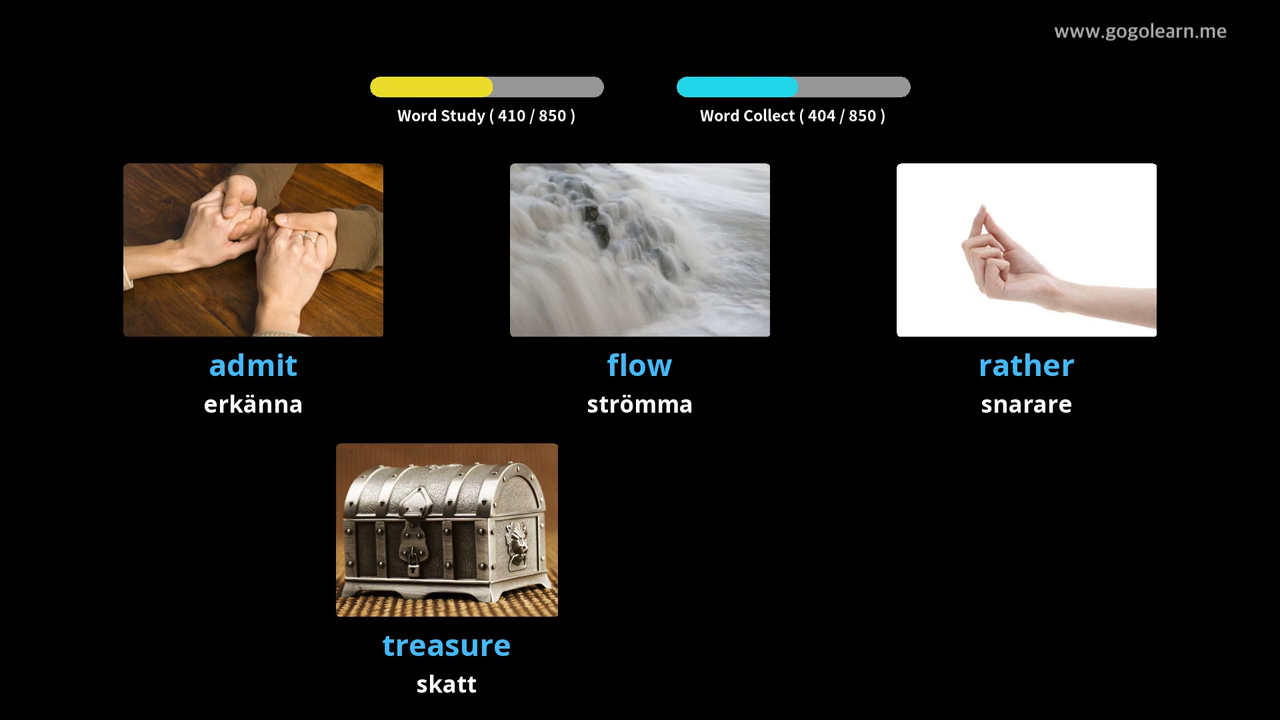 www.gogolearn.me
Word Study ( 410 / 850 )
Word Collect ( 404 / 850 )
admit
erkänna
flow
strömma
rather
snarare
treasure
skatt